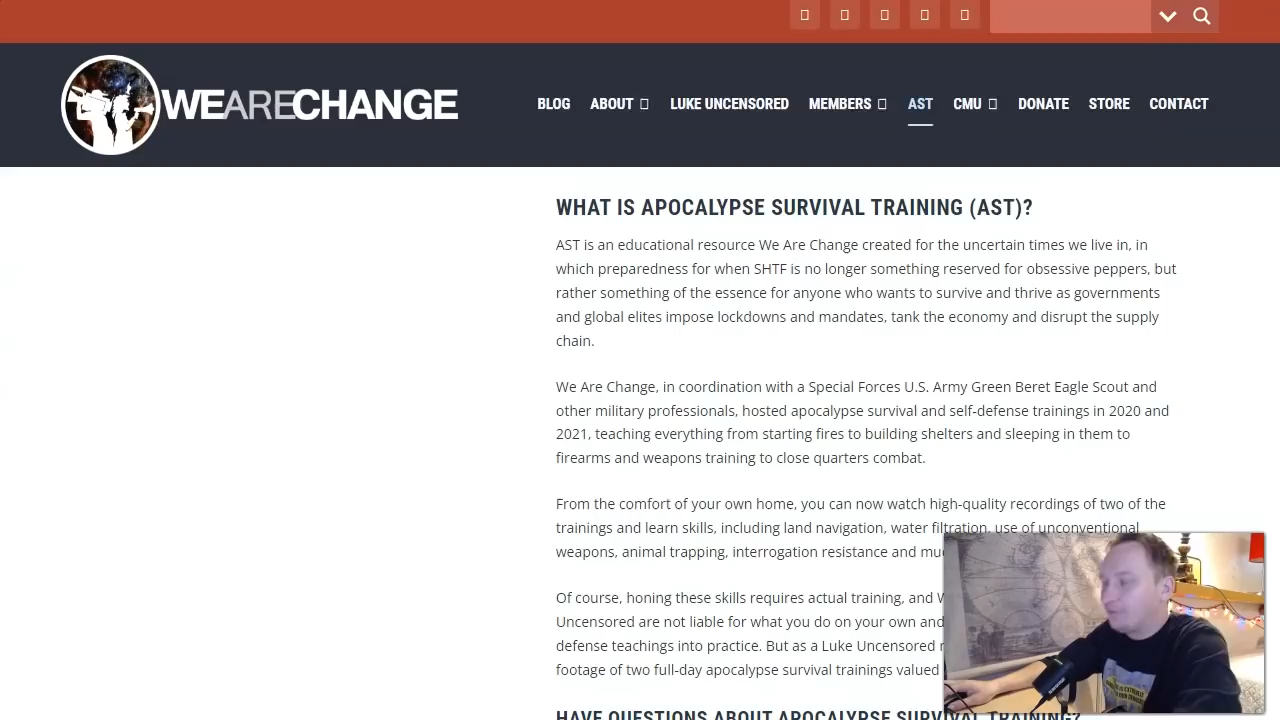 WEARECHANGE
BLOG ABOUT LUKE UNCENSORED MEMBERS AST CMU DONATE STORE CONTACT
WHAT IS APOCALYPSE SURVIVAL TRAINING (AST)?
AST is an educational resource We Are Change created for the uncertain times we live in, in
which preparedness for when SHTF is no longer something reserved for obsessive peppers, but
rather something of the essence for anyone who wants to survive and thrive as governments
and global elites impose lockdowns and mandates, tank the economy and disrupt the supply
chain.
We Are Change, in coordination with a Special Forces U.S. Army Green Beret Eagle Scout and
other military professionals, hosted apocalypse survival and self-defense trainings in 2020 and
2021, teaching everything from starting fires to building shelters and sleeping in them to
firearms and weapons training to close quarters combat.
From the comfort of your own home, you can now watch high-quality recordings of two of the
trainings and learn skills, including land navigation, water filtration, use of unconventional
weapons, animal trapping, interrogation resistance and
Of course, honing these skills requires actual training, and
Uncensored are not liable for what you do on your own and
defense teachings into practice. But as a Luke Uncensored
footage of two full-day apocalypse survival trainings valued
HAVE QUESTIONS ABOUT APOCALYPSE SURVIVAL TRAINING?